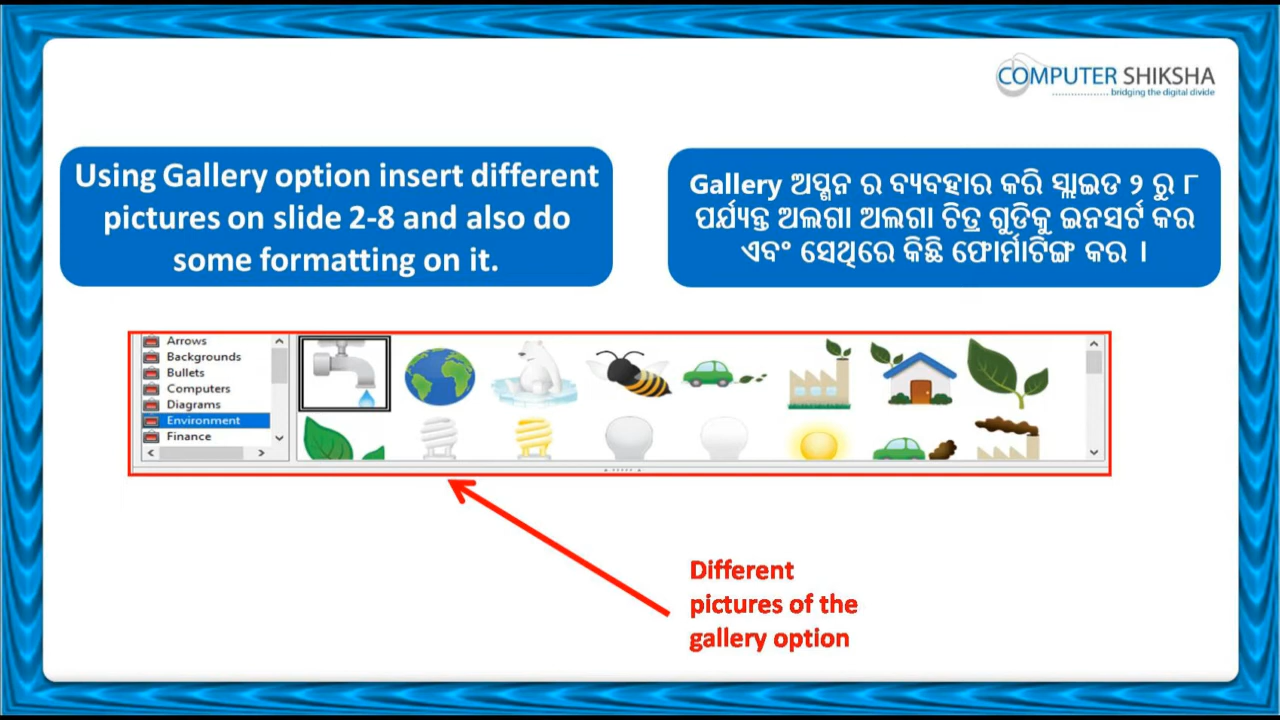 COMPUTER SHIKSHA
bridging the digital divide
Using Gallery option insert different
pictures on slide 2-8 and also do
some formatting on it.
Gallery ଅପ୍ସନ ର ବ୍ୟବହାର କରି ସ୍ଲାଇଡ ୨ ରୁ ୮
ପର୍ଯ୍ୟନ୍ତ ଅଲଗା ଅଲଗା ଚିତ୍ର ଗୁଡିକୁ ଇନସର୍ଟ କର
ଏବଂ ସେଥିରେ କିଛି ଫୋର୍ମାଟିଙ୍ଗ କର ।
Arrows
Backgrounds
Bullets
Computers
Diagrams
Environment
Finance
Different
pictures of the
gallery option